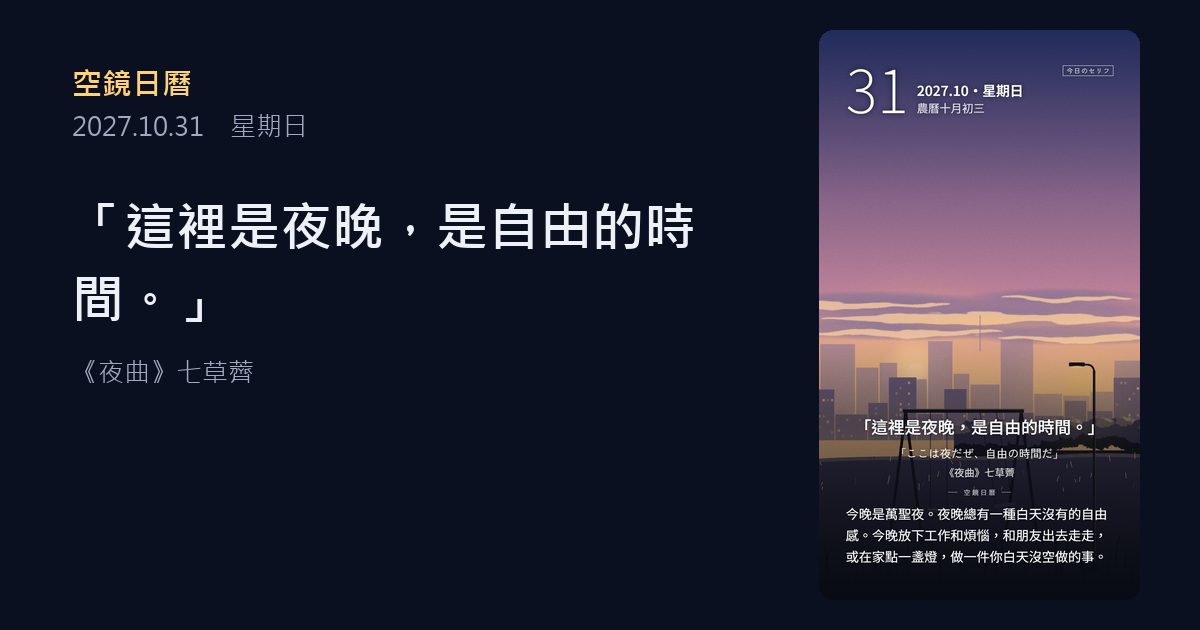 空鏡日曆
2027.10.31 星期日
「這裡是夜晚，是自由的時
間。」
《夜曲》七草薺
31
2027.10・星期日
農曆十月初三
今日のセリフ
「這裡是夜晚，是自由的時間。」
「ここは夜だぜ、自由の時間だ」
《夜曲》七草薺
— 空鏡日曆 —
今晚是萬聖夜。夜晚總有一種白天沒有的自由
感。今晚放下工作和煩惱，和朋友出去走走，
或在家點一盞燈，做一件你白天沒空做的事。